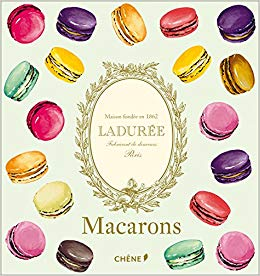 Maison fondée en 1862
LADURÉE
Fabricant de douceurs
Paris
Macarons
CHÊNE